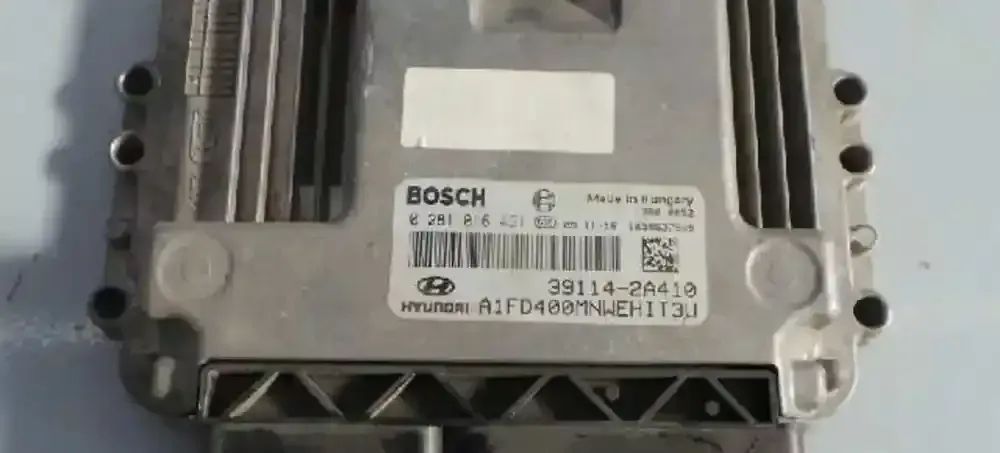 BOSCH
Made in Hungary
0 281 016 421
39114-2A410
HYUNDAI A1FD400MNWEHIT3U